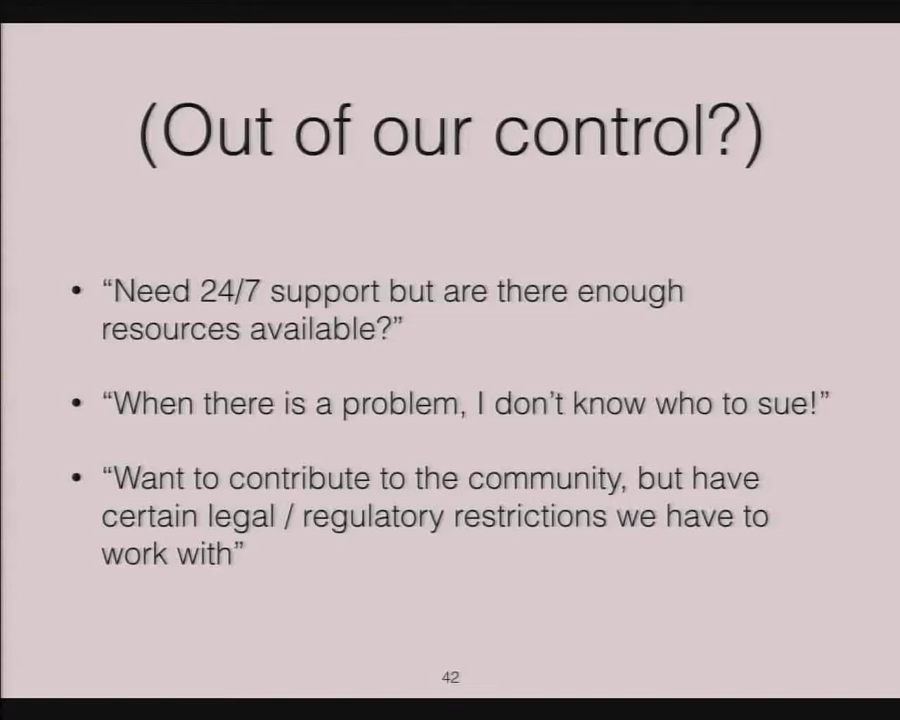 (Out of our control?)
• “Need 24/7 support but are there enough
resources available?”
• “When there is a problem, I don’t know who to sue!”
• “Want to contribute to the community, but have
certain legal / regulatory restrictions we have to
work with”
42